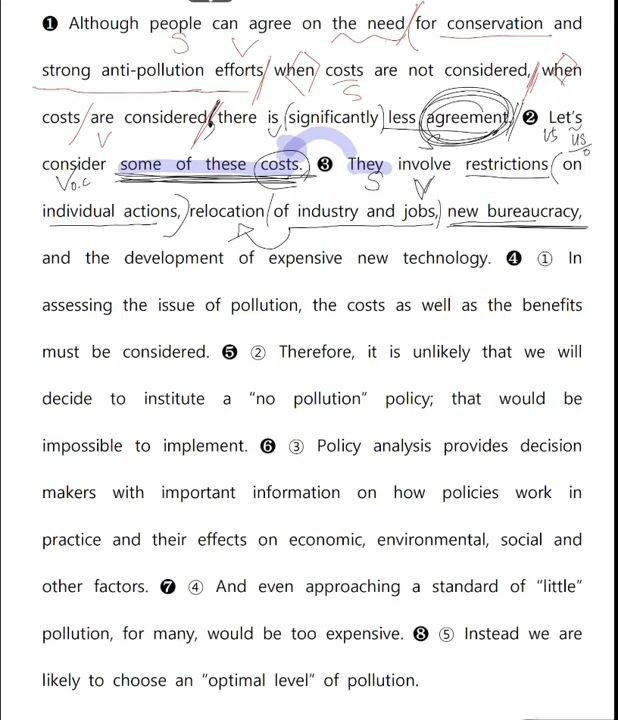 ❶ Although people can agree on the need for conservation and
S V
strong anti-pollution efforts when costs are not considered, when
S
costs are considered, there is significantly less agreement. ❷ Let's
V V V us
consider some of these costs. ❸ They involve restrictions on
V O.C S V
individual actions, relocation of industry and jobs, new bureaucracy,
and the development of expensive new technology. ❹ ① In
assessing the issue of pollution, the costs as well as the benefits
must be considered. ❺ ② Therefore, it is unlikely that we will
decide to institute a “no pollution” policy; that would be
impossible to implement. ❻ ③ Policy analysis provides decision
makers with important information on how policies work in
practice and their effects on economic, environmental, social and
other factors. ❼ ④ And even approaching a standard of “little”
pollution, for many, would be too expensive. ❽ ⑤ Instead we are
likely to choose an “optimal level” of pollution.